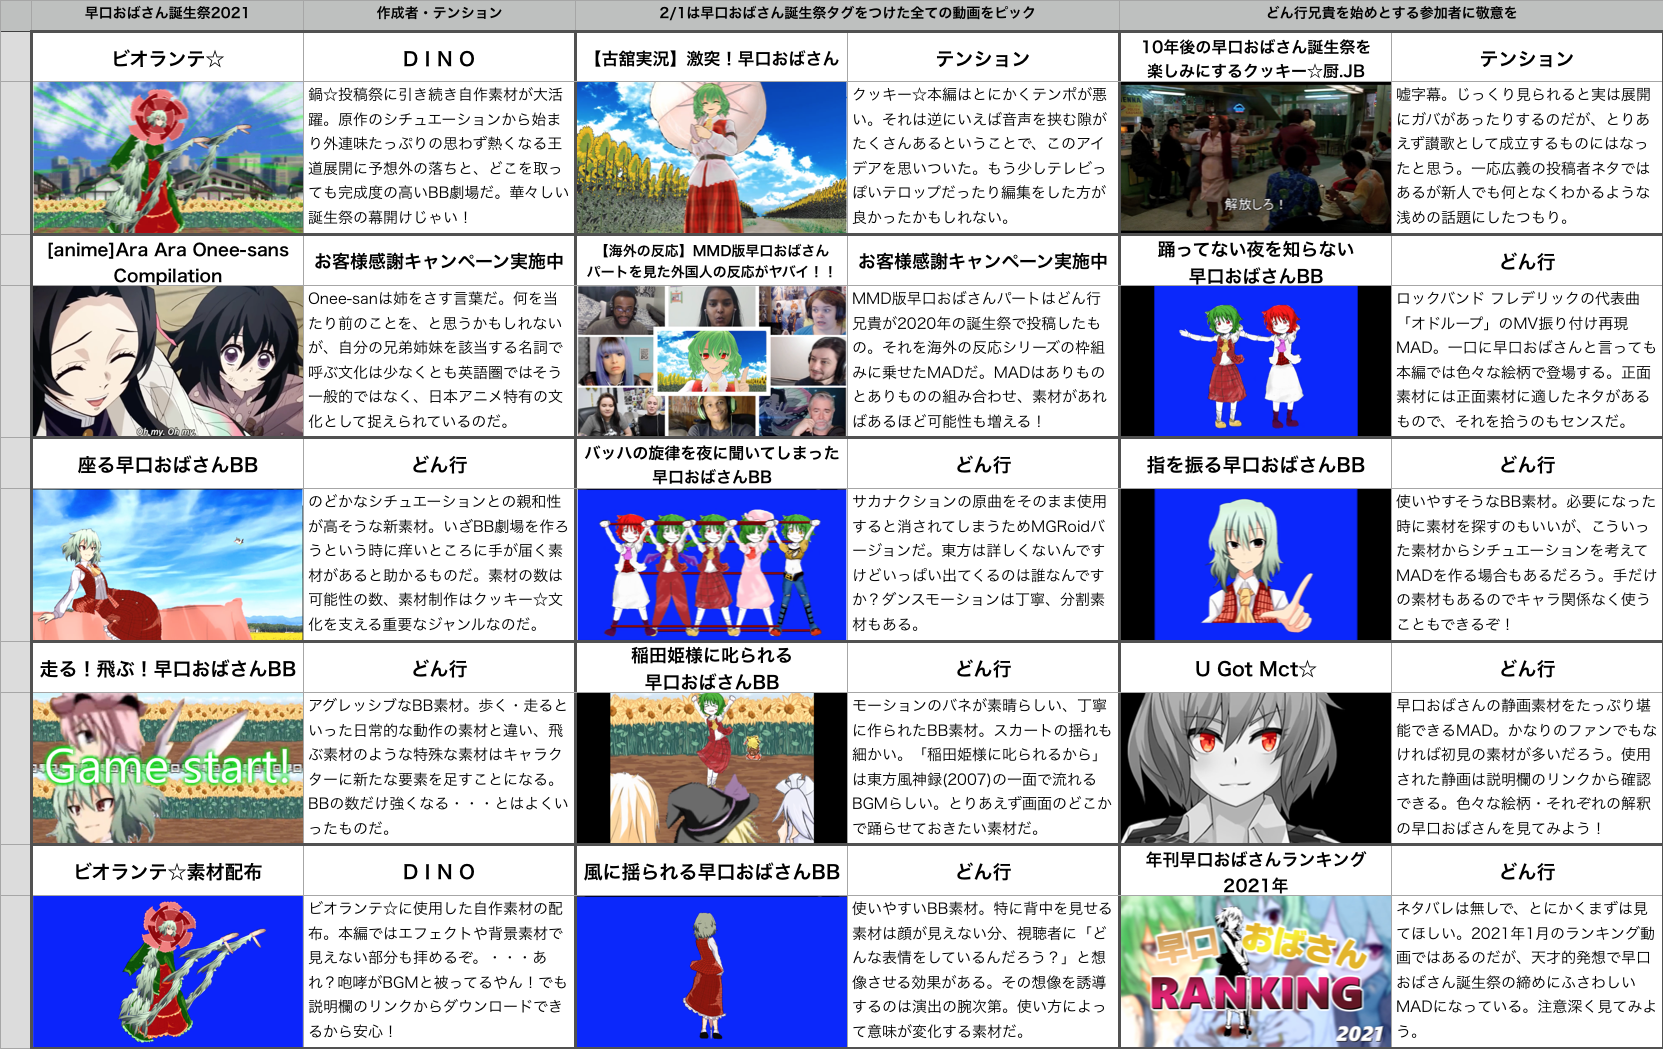 早口おばさん誕生祭2021
作成者・テンション
2/1は早口おばさん誕生祭タグをつけた全ての動画をピック
どん行兄貴を始めとする参加者に敬意を
ビオランテ☆
DINO
鍋☆投稿祭に引き続き自作素材が大活
躍。原作のシチュエーションから始ま
り外連味たっぷりの思わず熱くなる王
道展開に予想外の落ちと、どこを取っ
ても完成度の高いBB劇場だ。華々しい
誕生祭の幕開けじゃい！
【古舘実況】激突！早口おばさん
テンション
クッキー☆本編はとにかくテンポが悪
い。それは逆にいえば音声を挟む隙が
たくさんあるということで、このアイ
デアを思いついた。もう少しテレビっ
ぽいテロップだったり編集をした方が
良かったかもしれない。
10年後の早口おばさん誕生祭を
楽しみにするクッキー☆厨.JB
解放しろ！
テンション
嘘字幕。じっくり見られると実は展開
にガバがあったりするのだが、とりあ
えず讃歌として成立するものにはなっ
たと思う。一応広義の投稿者ネタでは
あるが新人でも何となくわかるような
浅めの話題にしたつもり。
[anime]Ara Ara Onee-sans
Compilation
Oh my. Oh my!
お客様感謝キャンペーン実施中
Onee-sanは姉をさす言葉だ。何を当
たり前のことを、と思うかもしれない
が、自分の兄弟姉妹を該当する名詞で
呼ぶ文化は少なくとも英語圏ではそう
一般的ではなく、日本アニメ特有の文
化として捉えられているのだ。
【海外の反応】MMD版早口おばさん
パートを見た外国人の反応がヤバイ！！
お客様感謝キャンペーン実施中
MMD版早口おばさんパートはどん行
兄貴が2020年の誕生祭で投稿したも
の。それを海外の反応シリーズの枠組
みに乗せたMADだ。MADはありもの
とありものの組み合わせ、素材があれ
ばあるほど可能性も増える！
踊ってない夜を知らない
早口おばさんBB
どん行
ロックバンド フレデリックの代表曲
「オドループ」のMV振り付け再現
MAD。一口に早口おばさんと言っても
本編では色々な絵柄で登場する。正面
素材には正面素材に適したネタがある
もので、それを拾うのもセンスだ。
座る早口おばさんBB
どん行
のどかなシチュエーションとの親和性
が高そうな新素材。いざBB劇場を作ろ
うという時に痒いところに手が届く素
材があると助かるものだ。素材の数は
可能性の数、素材制作はクッキー☆文
化を支える重要なジャンルなのだ。
バッハの旋律を夜に聞いてしまった
早口おばさんBB
どん行
サカナクションの原曲をそのまま使用
すると消されてしまうためMGRoidバ
ージョンだ。東方は詳しくないんです
けどいっぱい出てくるのは誰なんです
か？ダンスモーションは丁寧、分割素
材もある。
指を振る早口おばさんBB
どん行
使いやすそうなBB素材。必要になった
時に素材を探すのもいいが、こういっ
た素材からシチュエーションを考えて
MADを作る場合もあるだろう。手だけ
の素材もあるのでキャラ関係なく使う
こともできるぞ！
走る！飛ぶ！早口おばさんBB
Game start!
どん行
アグレッシブなBB素材。歩く・走ると
いった日常的な動作の素材と違い、飛
ぶ素材のような特殊な素材はキャラク
ターに新たな要素を足すことになる。
BBの数だけ強くなる・・・とはよくい
ったものだ。
稲田姫様に叱られる
早口おばさんBB
どん行
モーションのバネが素晴らしい、丁寧
に作られたBB素材。スカートの揺れも
細かい。「稲田姫様に叱られるから」
は東方風神録(2007)の一面で流れる
BGMらしい。とりあえず画面のどこか
で踊らせておきたい素材だ。
U Got Mct☆
どん行
早口おばさんの静画素材をたっぷり堪
能できるMAD。かなりのファンでもな
ければ初見の素材が多いだろう。使用
された静画は説明欄のリンクから確認
できる。色々な絵柄・それぞれの解釈
の早口おばさんを見てみよう！
ビオランテ☆素材配布
DINO
ビオランテ☆に使用した自作素材の配
布。本編ではエフェクトや背景素材で
見えない部分も拝めるぞ。・・・あ
れ？咆哮がBGMと被ってるやん！でも
説明欄のリンクからダウンロードでき
るから安心！
風に揺られる早口おばさんBB
どん行
使いやすいBB素材。特に背中を見せる
素材は顔が見えない分、視聴者に「ど
んな表情をしているんだろう？」と想
像させる効果がある。その想像を誘導
するのは演出の腕次第。使い方によっ
て意味が変化する素材だ。
年刊早口おばさんランキング
2021年
早口おばさん
RANKING
2021
どん行
ネタバレは無しで、とにかくまずは見
てほしい。2021年1月のランキング動
画ではあるのだが、天才的発想で早口
おばさん誕生祭の締めにふさわしい
MADになっている。注意深く見てみよ
う。